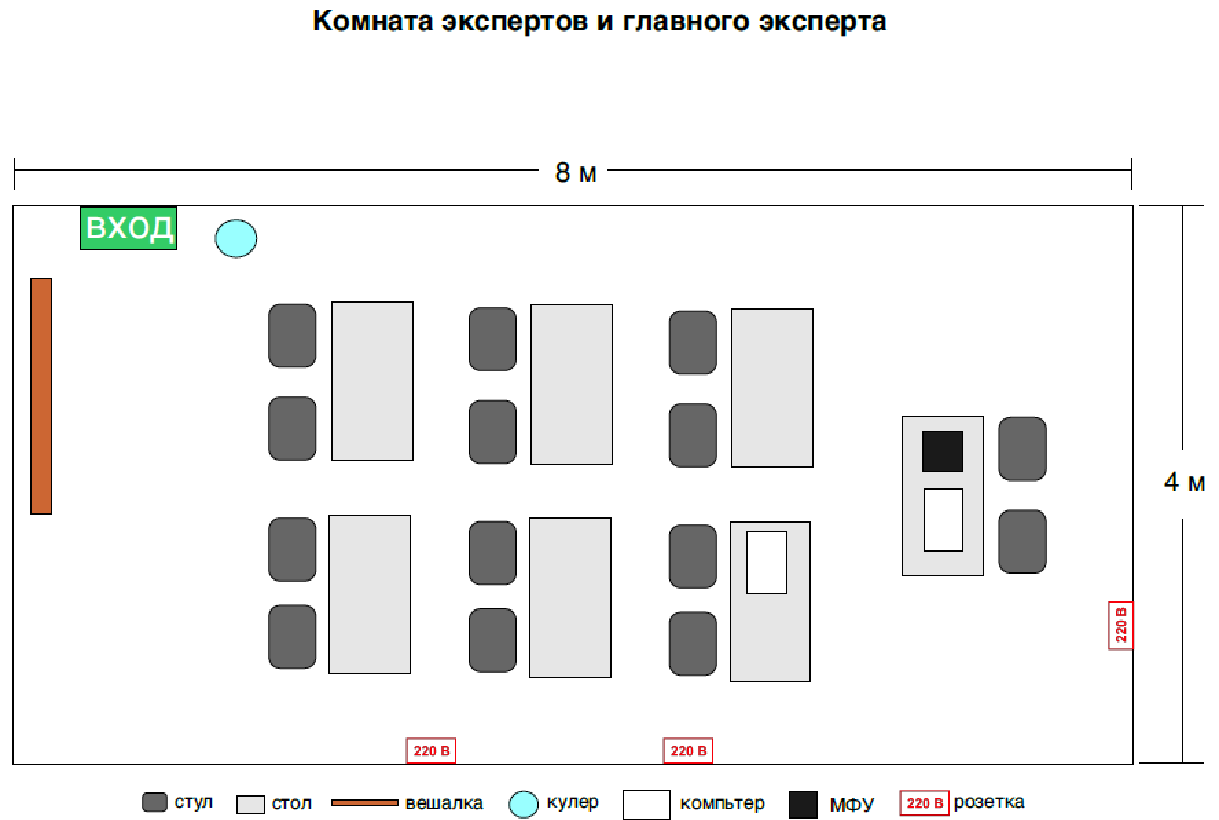 Комната экспертов и главного эксперта
8 м
ВХОД
4 м
220 В
220 В
220 В
стул
стол
вешалка
кулер
компьтер
МФУ
220 В розетка